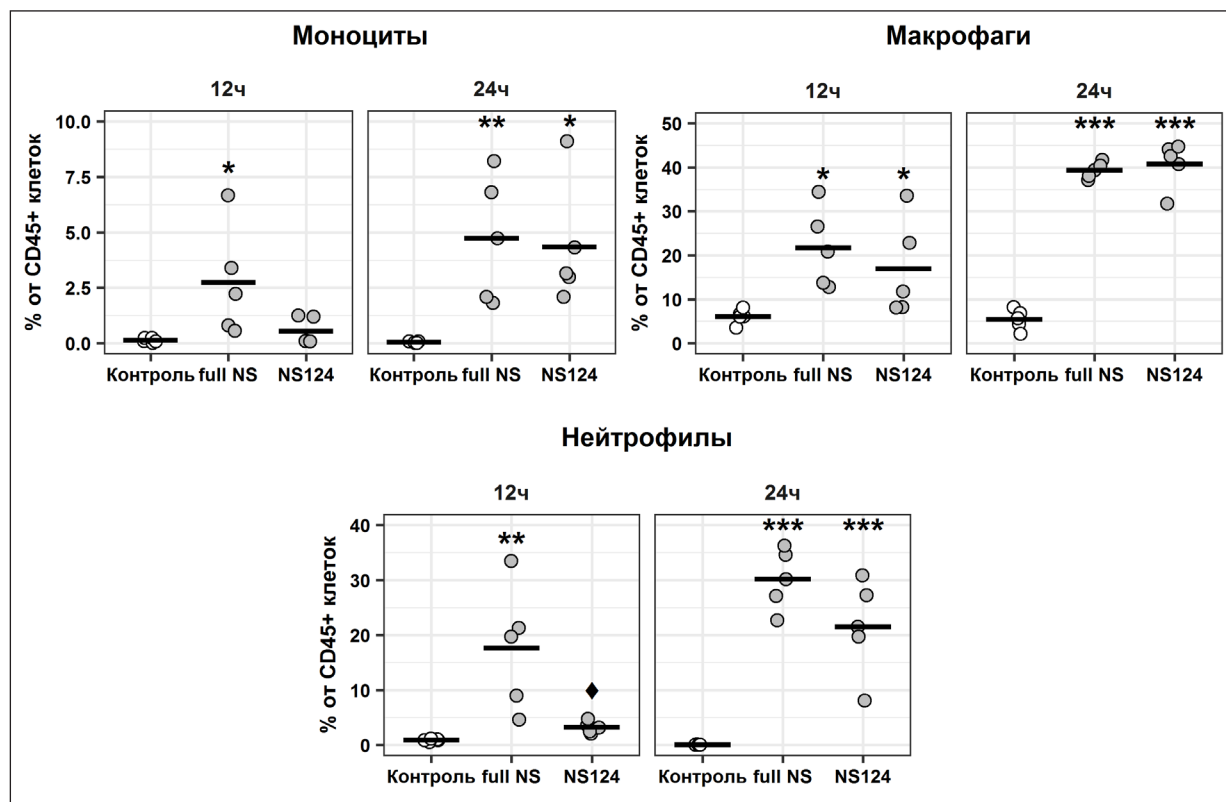 Моноциты
12ч 24ч
% от CD45+ клеток
10.0
7.5
5.0
2.5
0.0
* ** *
Контроль full NS NS124 Контроль full NS NS124
Макрофаги
12ч 24ч
% от CD45+ клеток
50
40
30
20
10
0
* * *** ***
Контроль full NS NS124 Контроль full NS NS124
Нейтрофилы
12ч 24ч
% от CD45+ клеток
40
30
20
10
0
** *** ***
Контроль full NS NS124 Контроль full NS NS124